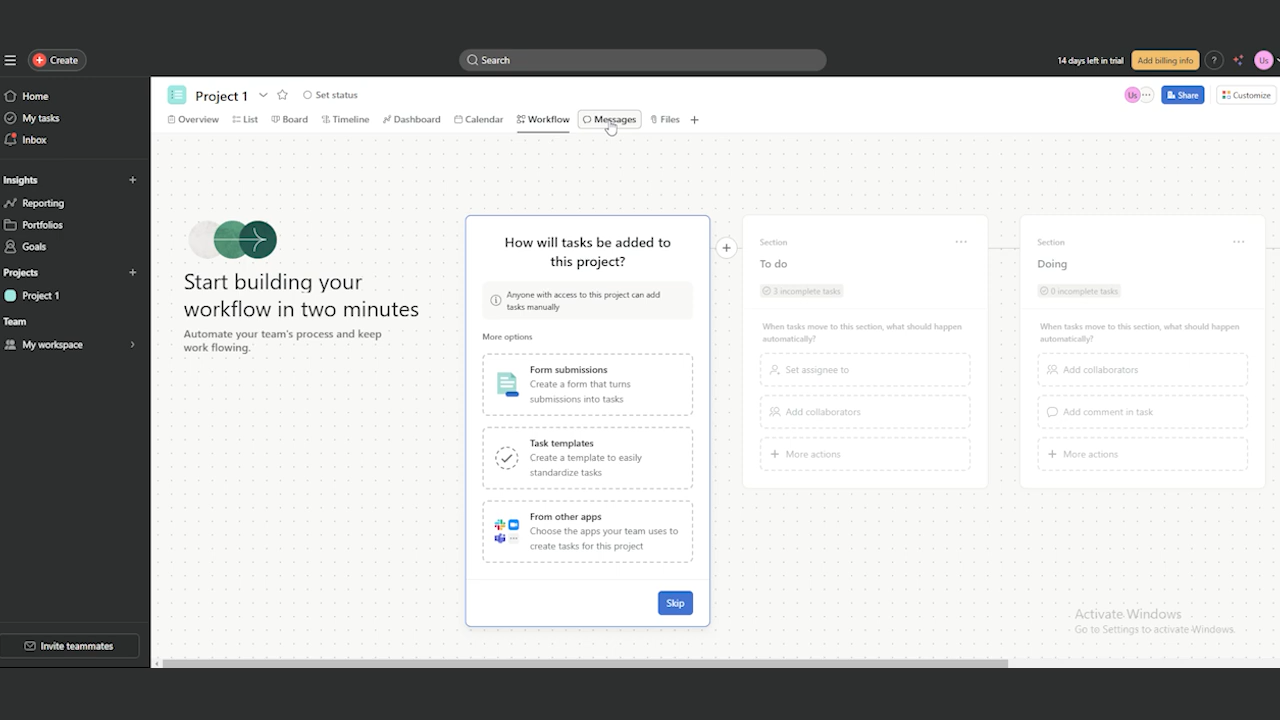 Create
Search
14 days left in trial
Add billing info
?
Us
Home
My tasks
Inbox
Insights
Reporting
Portfolios
Goals
Projects
Project 1
Team
My workspace
Invite teammates
Project 1
Set status
Us
Share
Customize
Overview
List
Board
Timeline
Dashboard
Calendar
Workflow
Messages
Files
Start building your
workflow in two minutes
Automate your team's process and keep
work flowing.
How will tasks be added to
this project?
Anyone with access to this project can add
tasks manually
More options
Form submissions
Create a form that turns
submissions into tasks
Task templates
Create a template to easily
standardize tasks
From other apps
Choose the apps your team uses to
create tasks for this project
Skip
Section
To do
3 incomplete tasks
When tasks move to this section, what should happen
automatically?
Set assignee to
Add collaborators
More actions
Section
Doing
0 incomplete tasks
When tasks move to this section, what should happen
automatically?
Add collaborators
Add comment in task
More actions
Activate Windows
Go to Settings to activate Windows.